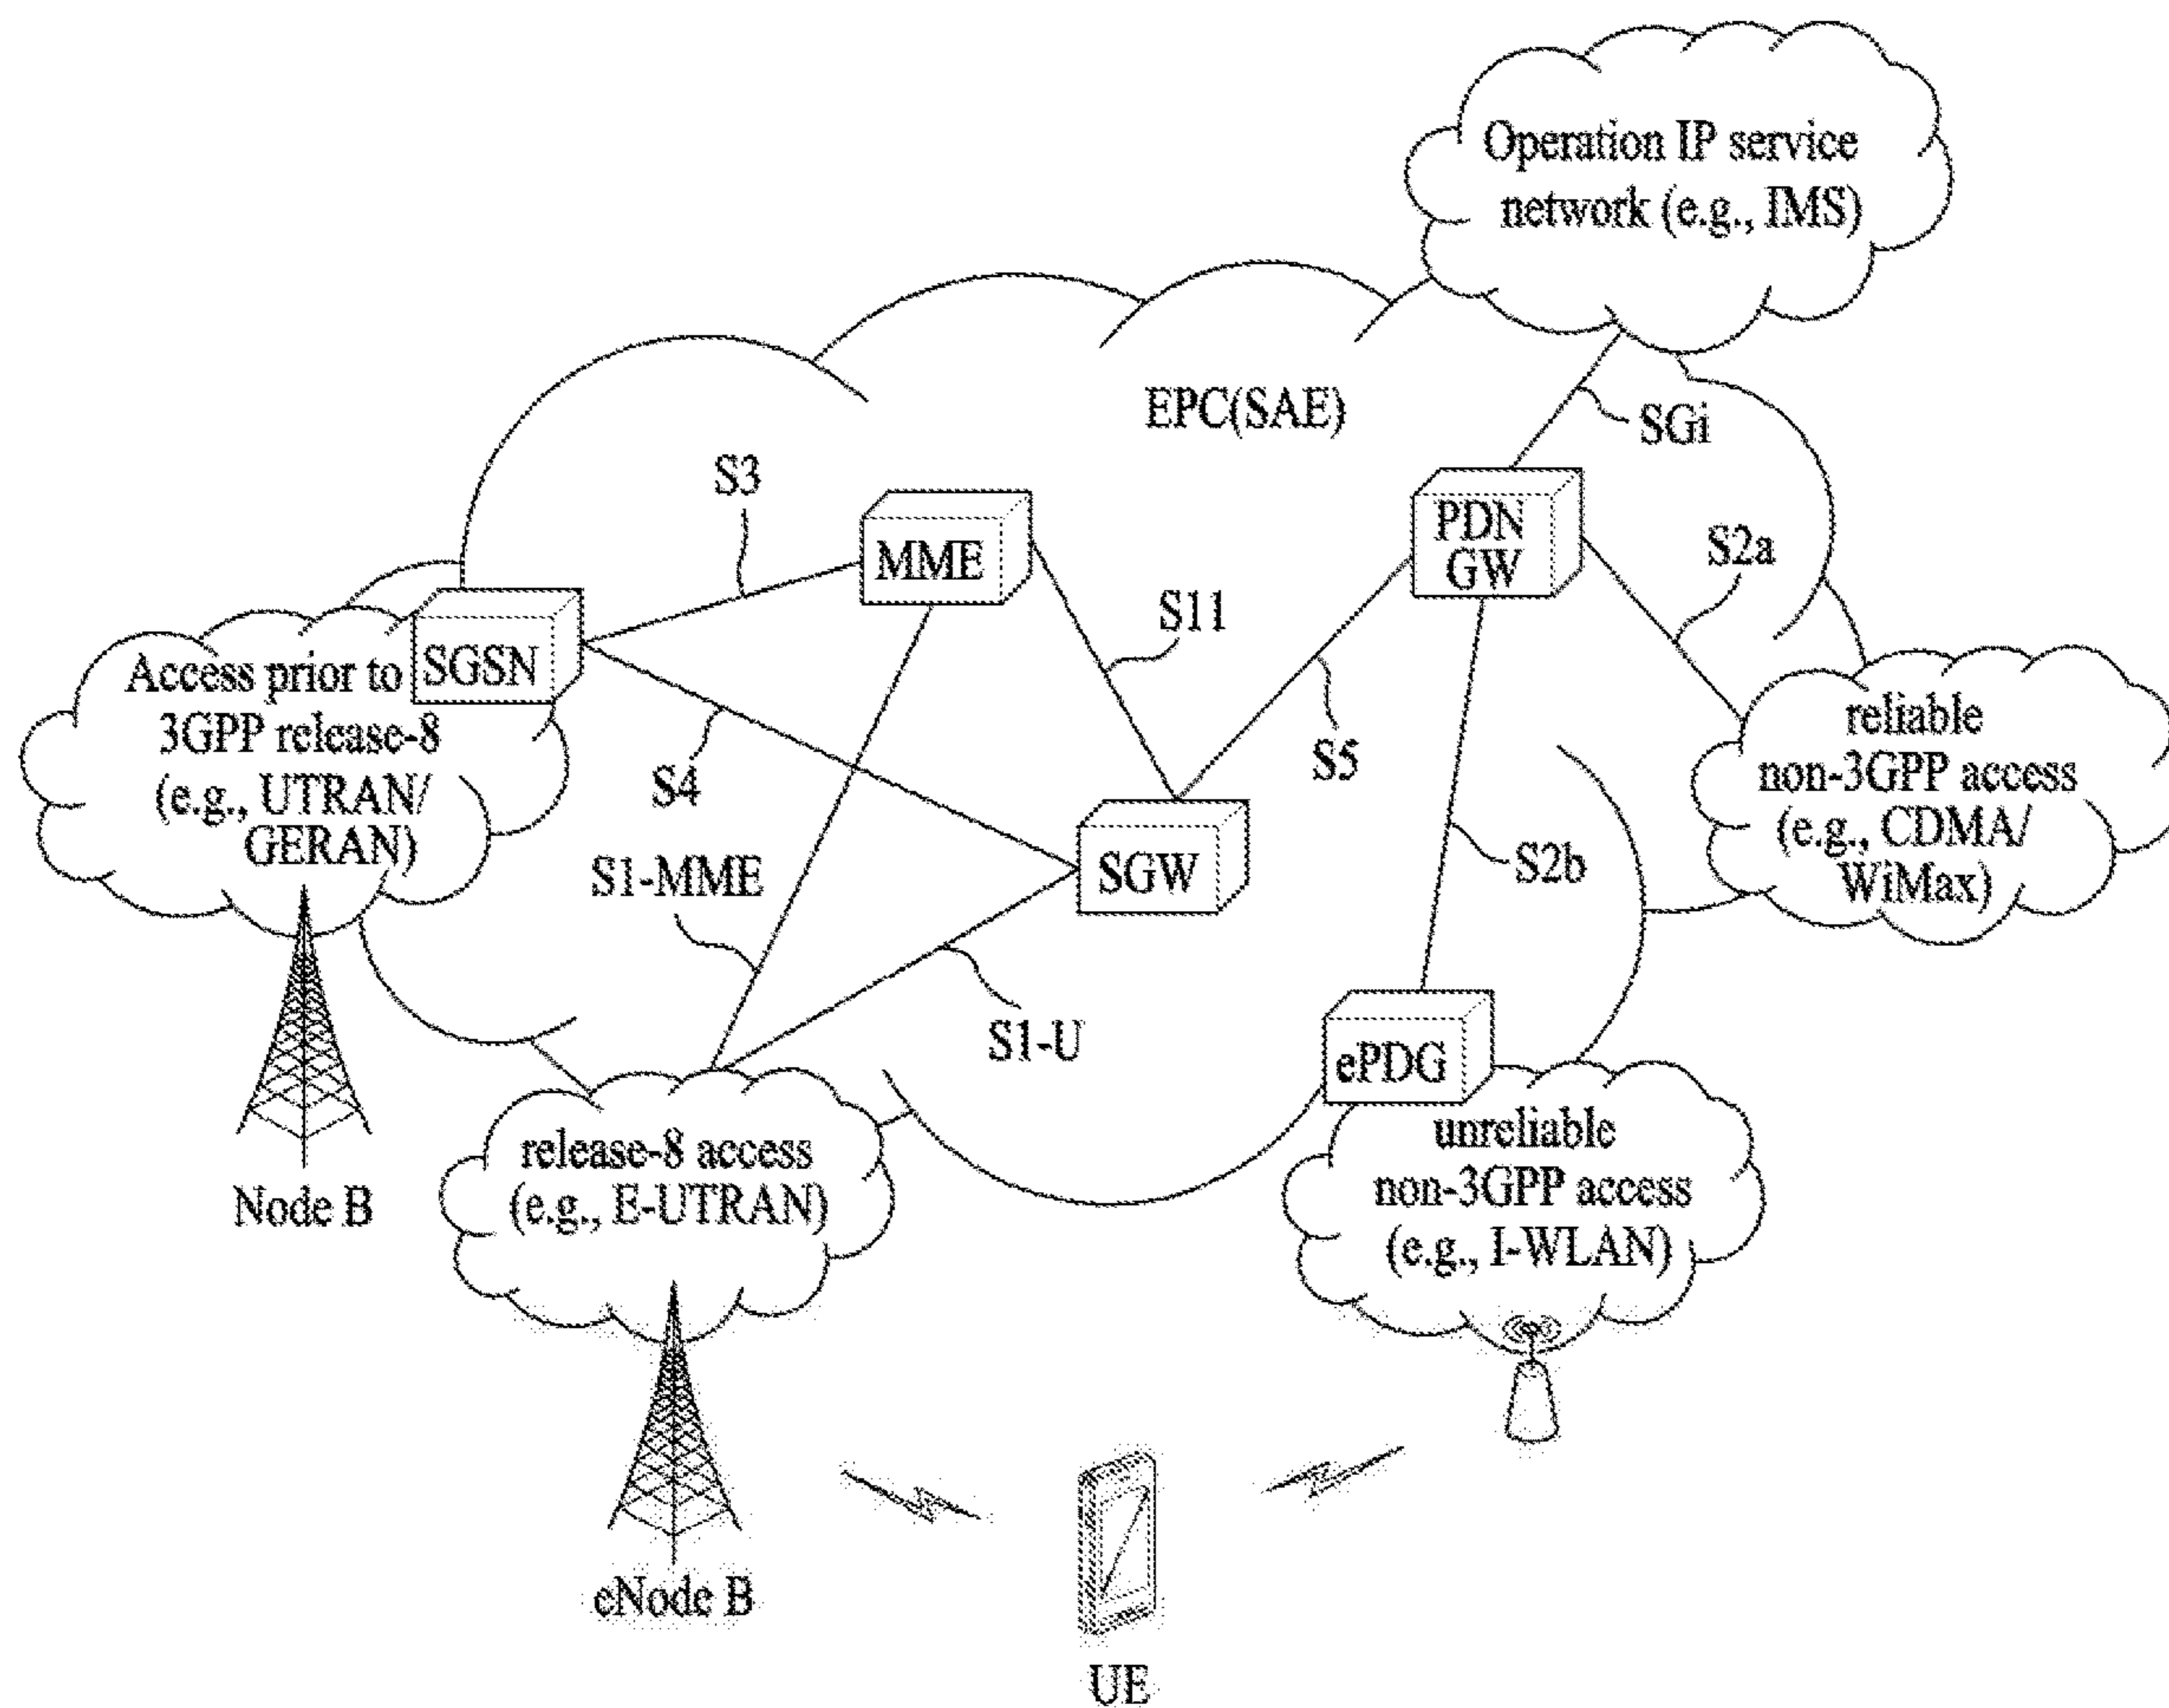 Operation IP service
network (e.g., IMS)
EPC(SAE)
SGi
S3
MME
PDN
GW
S2a
S11
SGSN
Access prior to
3GPP release-8
(e.g., UTRAN/
GERAN)
S4
S5
reliable
non-3GPP access
(e.g., CDMA/
WiMax)
S1-MME
SGW
S2b
S1-U
ePDG
unreliable
non-3GPP access
(e.g., I-WLAN)
release-8 access
(e.g., E-UTRAN)
Node B
eNode B
UE